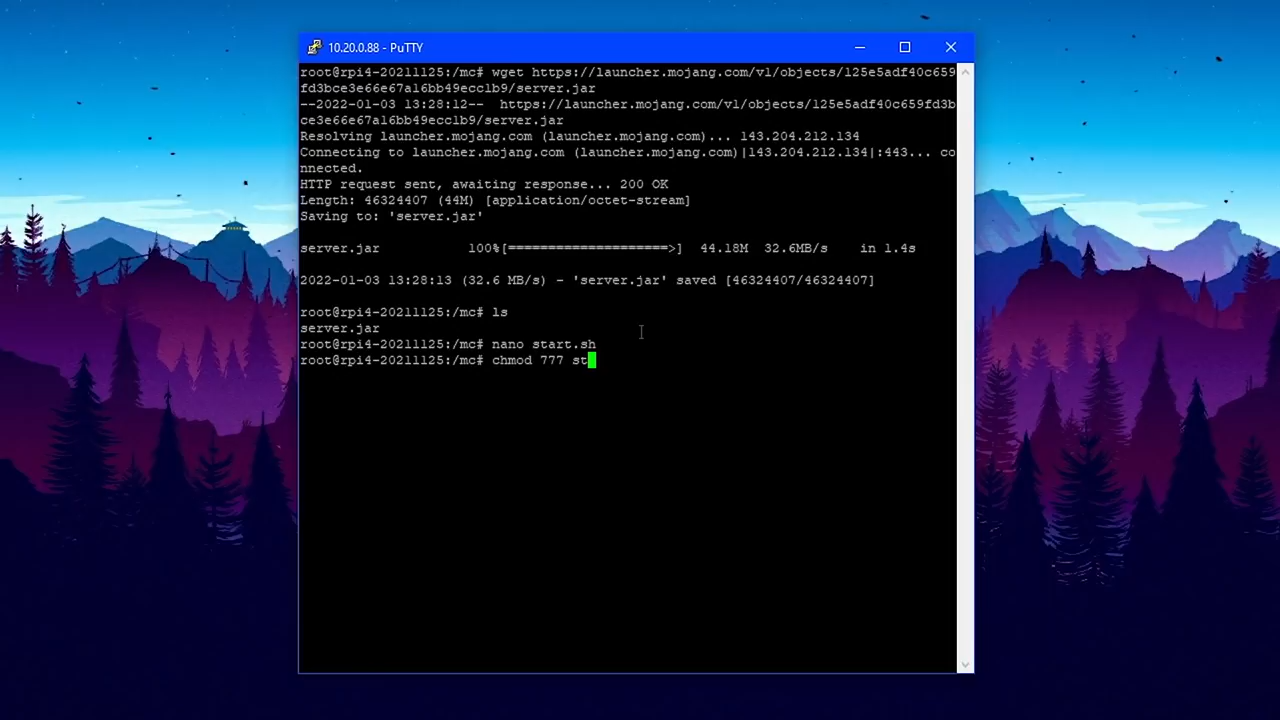 10.20.0.88 - PuTTY
root@rpi4-20211125:/mc# wget https://launcher.mojang.com/v1/objects/125e5adf40c659
fd3bce3e66e67a16bb49ecc1b9/server.jar
--2022-01-03 13:28:12--  https://launcher.mojang.com/v1/objects/125e5adf40c659fd3b
ce3e66e67a16bb49ecc1b9/server.jar
Resolving launcher.mojang.com (launcher.mojang.com)... 143.204.212.134
Connecting to launcher.mojang.com (launcher.mojang.com)|143.204.212.134|:443... co
nnected.
HTTP request sent, awaiting response... 200 OK
Length: 46324407 (44M) [application/octet-stream]
Saving to: 'server.jar'
server.jar 100%[====================>] 44.18M 32.6MB/s in 1.4s
2022-01-03 13:28:13 (32.6 MB/s) - 'server.jar' saved [46324407/46324407]
root@rpi4-20211125:/mc# ls
server.jar
root@rpi4-20211125:/mc# nano start.sh
root@rpi4-20211125:/mc# chmod 777 st